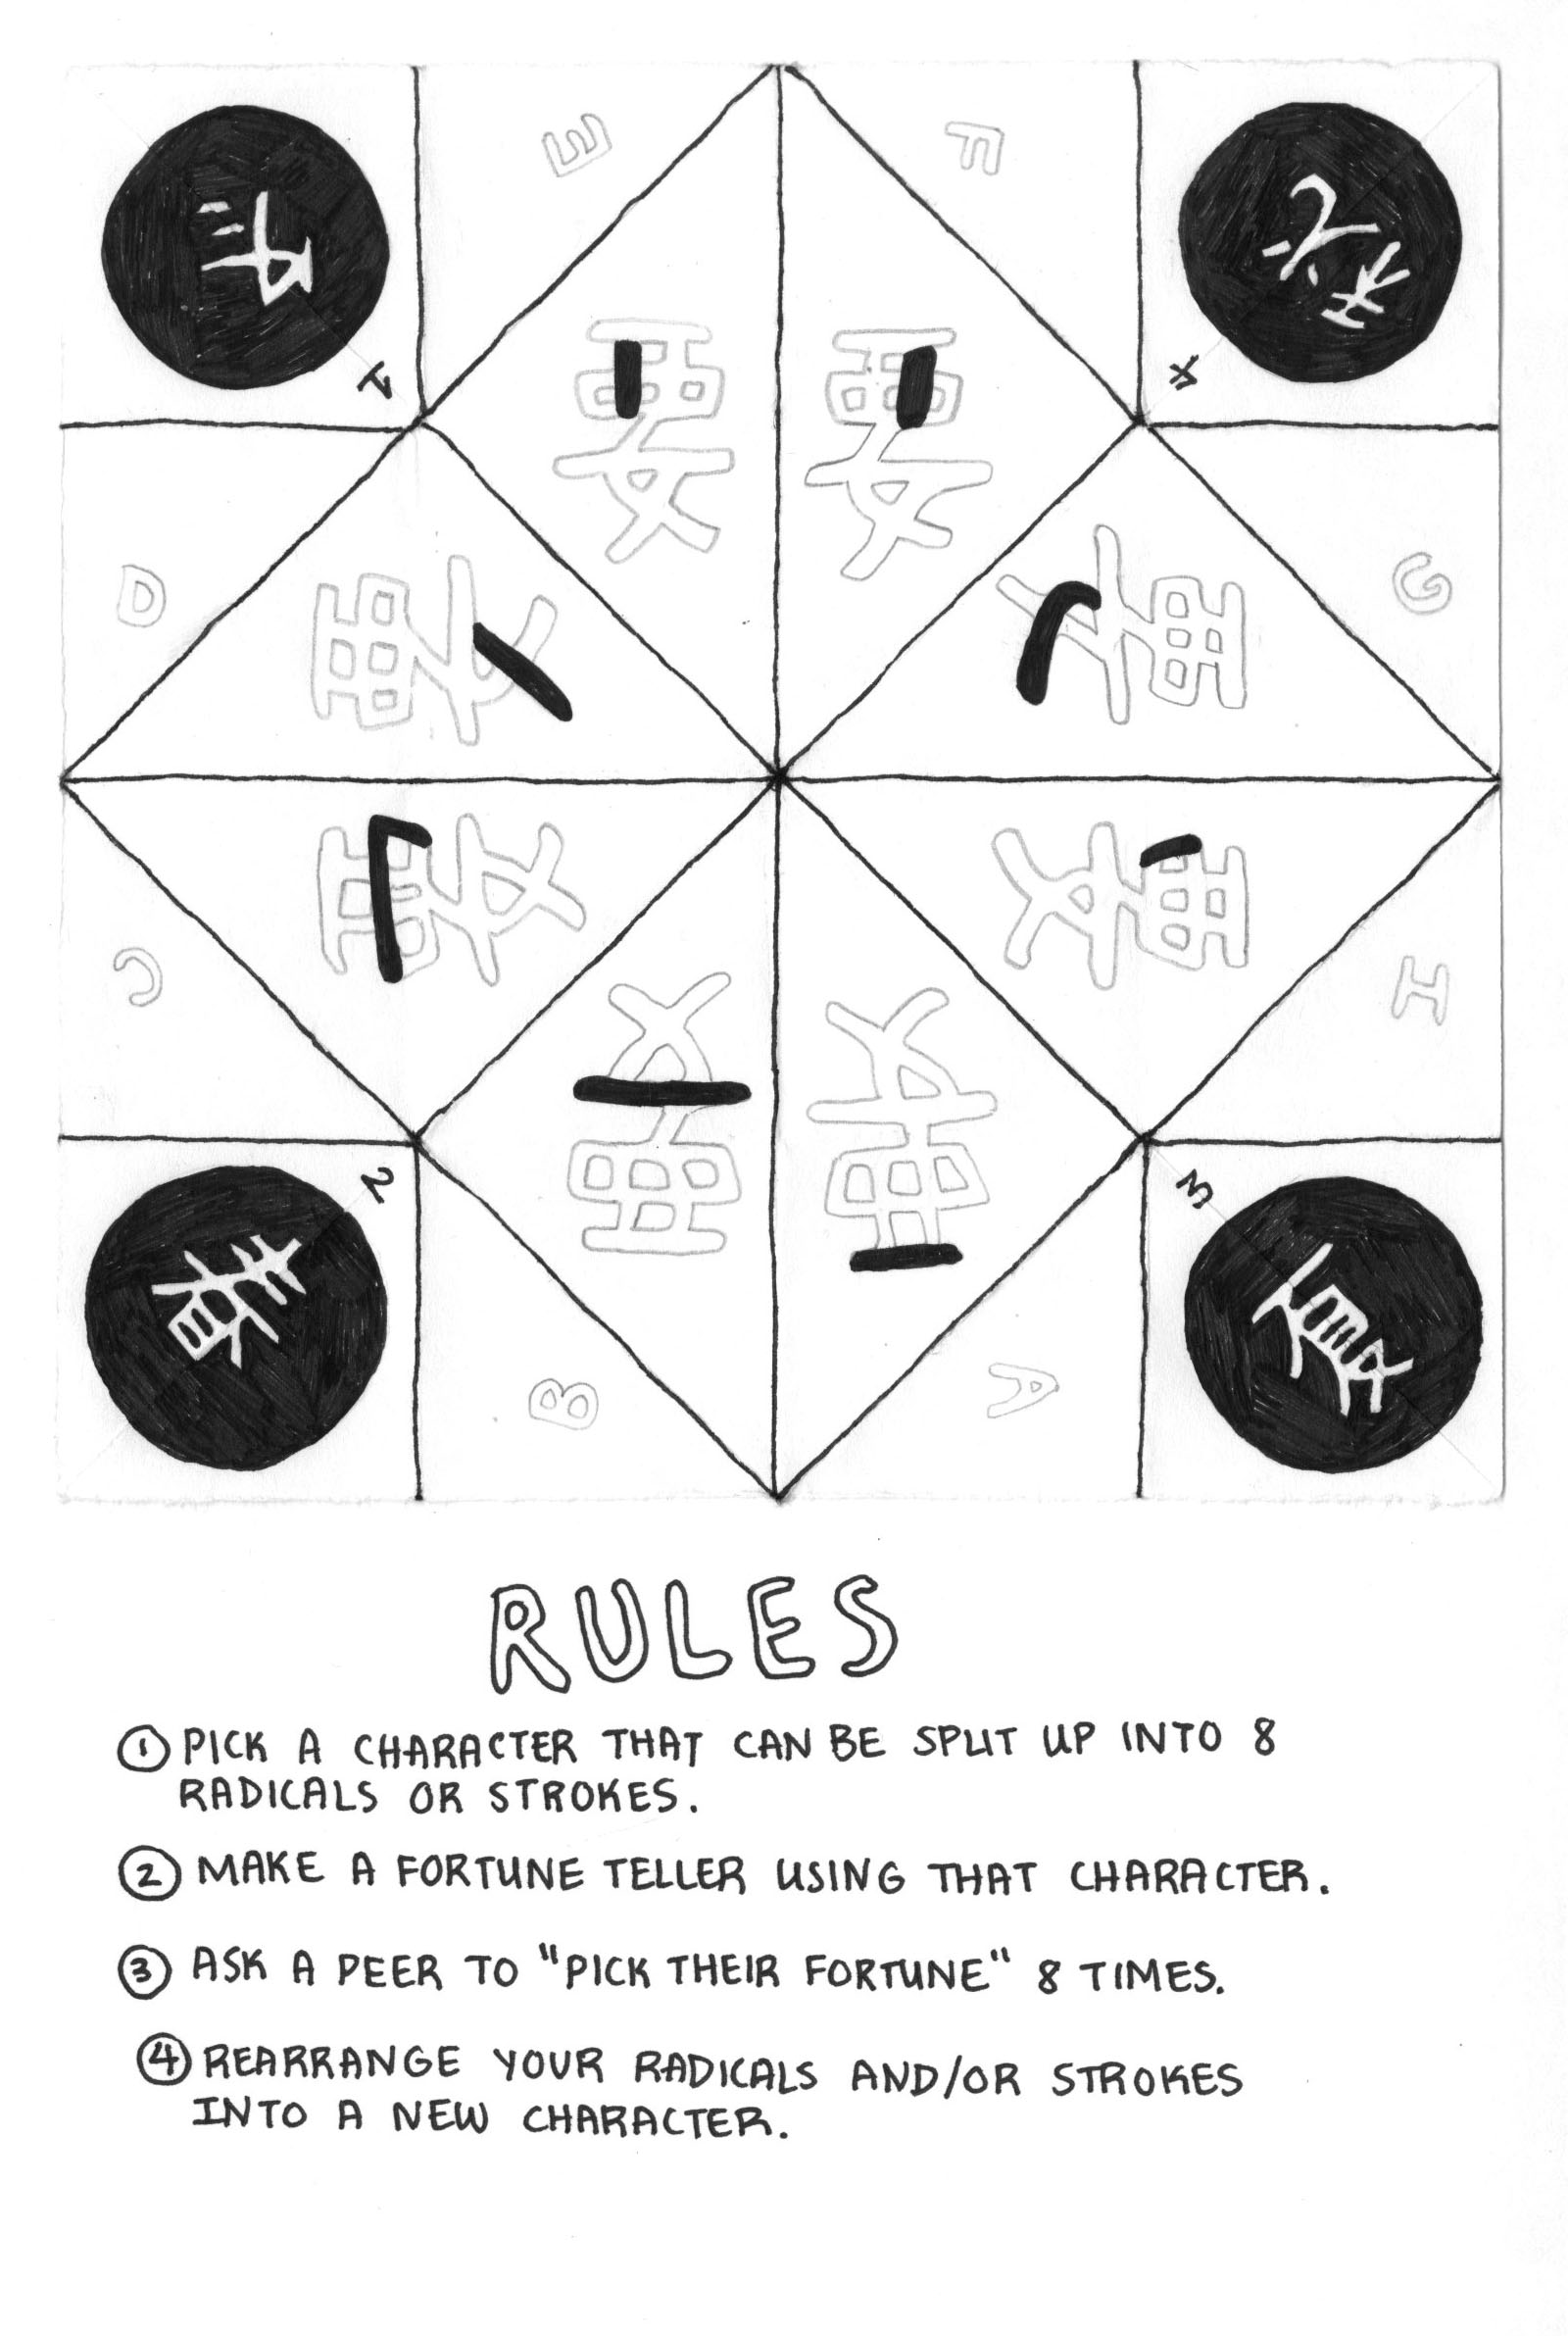 E
F
1
4
要
要
D
G
要
要
要
要
C
H
要
要
2
3
B
A
RULES
① PICK A CHARACTER THAT CAN BE SPLIT UP INTO 8
RADICALS OR STROKES.
② MAKE A FORTUNE TELLER USING THAT CHARACTER.
③ ASK A PEER TO "PICK THEIR FORTUNE" 8 TIMES.
④ REARRANGE YOUR RADICALS AND/OR STROKES
INTO A NEW CHARACTER.